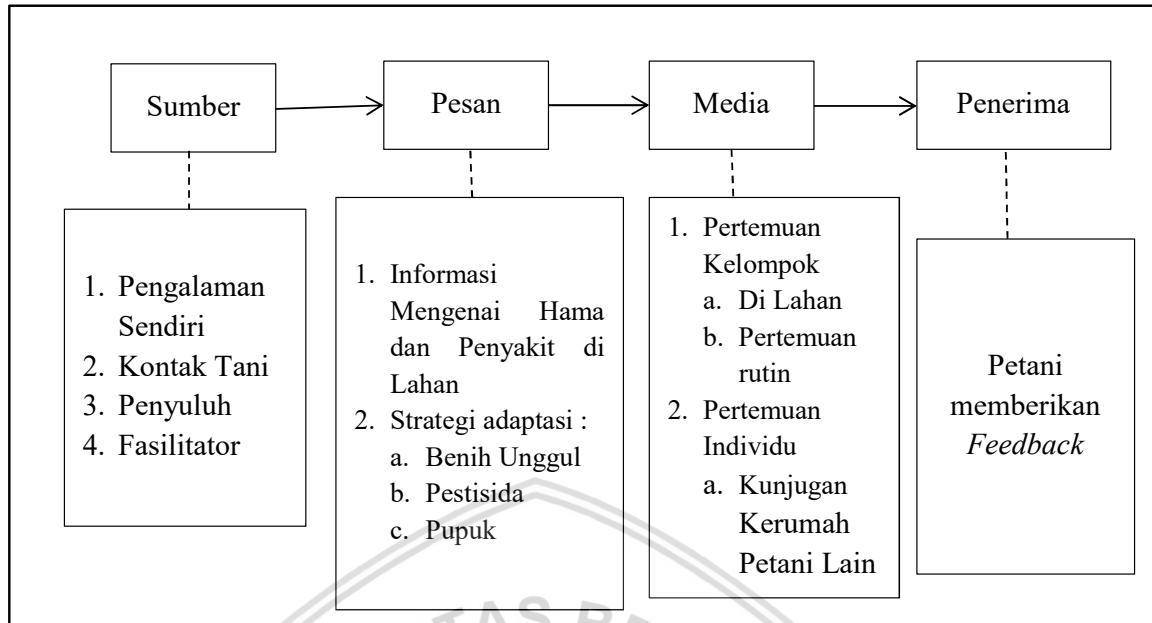 Sumber
Pesan
Media
Penerima
1. Pengalaman
Sendiri
2. Kontak Tani
3. Penyuluh
4. Fasilitator
1. Informasi
Mengenai Hama
dan Penyakit di
Lahan
2. Strategi adaptasi :
a. Benih Unggul
b. Pestisida
c. Pupuk
1. Pertemuan
Kelompok
a. Di Lahan
b. Pertemuan
rutin
2. Pertemuan
Individu
a. Kunjugan
Kerumah
Petani Lain
Petani
memberikan
Feedback